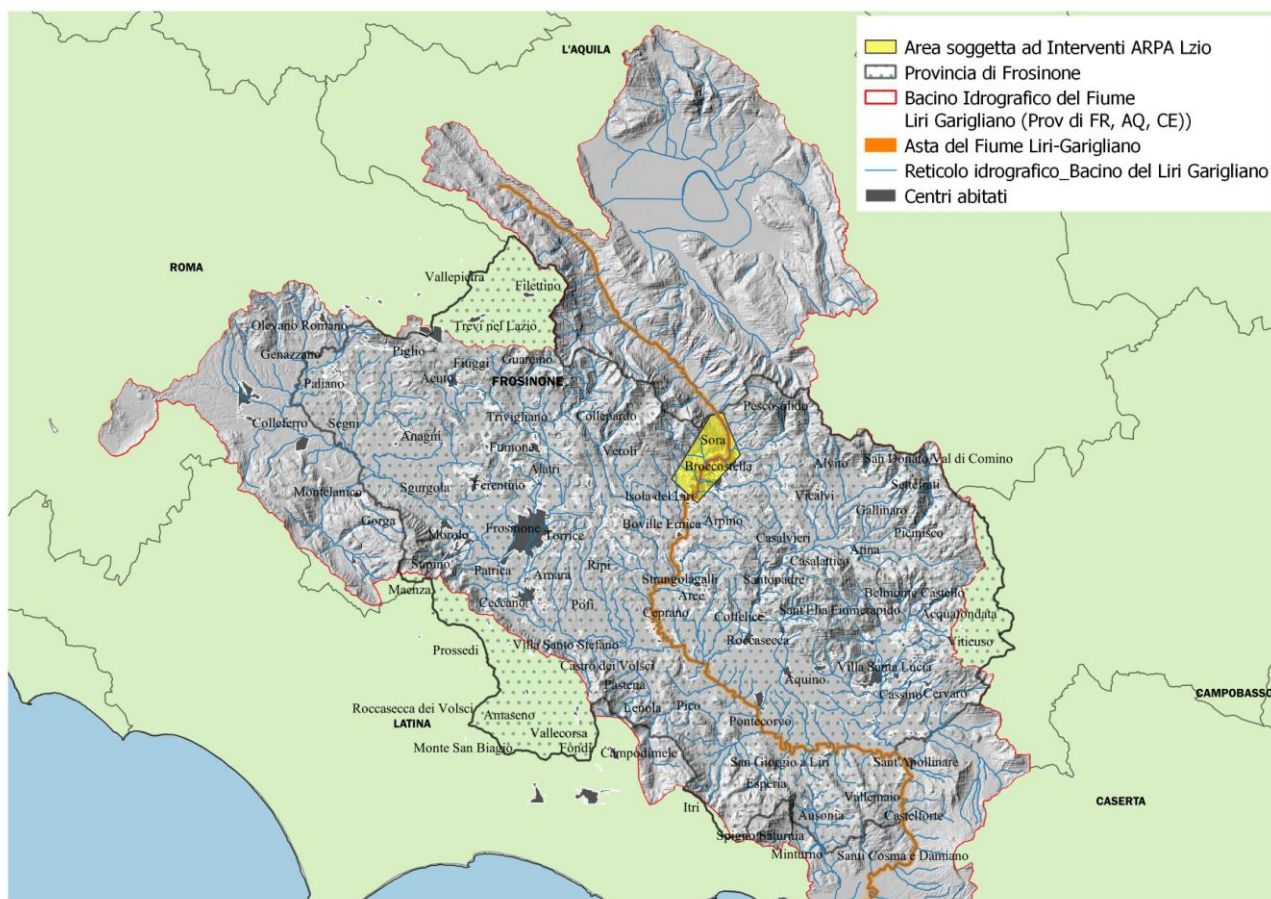 L'AQUILA
Area soggetta ad Interventi ARPA Lzio
Provincia di Frosinone
Bacino Idrografico del Fiume
Liri Garigliano (Prov di FR, AQ, CE))
Asta del Fiume Liri-Garigliano
Reticolo idrografico_Bacino del Liri Garigliano
Centri abitati
ROMA
Vallepietra
Filettino
Trevi nel Lazio
Olevano Romano
Genazzano
Piglio
Fiuggi
Guarcino
Acuto
FROSINONE
Paliano
Collepardo
Pescosolido
Trivigliano
Colleferro
Segni
Anagni
Fumone
Veroli
Sora
Broccostella
Alatri
Alvito
San Donato Val di Comino
Settefrati
Montelanico
Sgurgola
Ferentino
Isola del Liri
Vicalvi
Gallinaro
Gorga
Frosinone
Torrice
Boville Ernica
Arpino
Casalvieri
Picinisco
Morolo
Supino
Patrica
Arnara
Ripi
Strangolagalli
Santopadre
Casalattico
Atina
Maenza
Ceccano
Pofi
Arce
Ceprano
Colfelice
Belmonte Castello
Sant'Elia Fiumerapido
Acquafondata
Roccasecca
Viticuso
Prossedi
Villa Santo Stefano
Castro dei Volsci
Villa Santa Lucia
Aquino
Pastena
Cassino
Cervaro
CAMPOBASSO
Roccasecca dei Volsci
Amaseno
LATINA
Lenola
Pico
Pontecorvo
Vallecorsa
Monte San Biagio
Fondi
Campodimele
San Giorgio a Liri
Sant'Apollinare
Esperia
Vallemaio
CASERTA
Itri
Ausonia
Castelforte
Spigno Saturnia
Minturno
Santi Cosma e Damiano